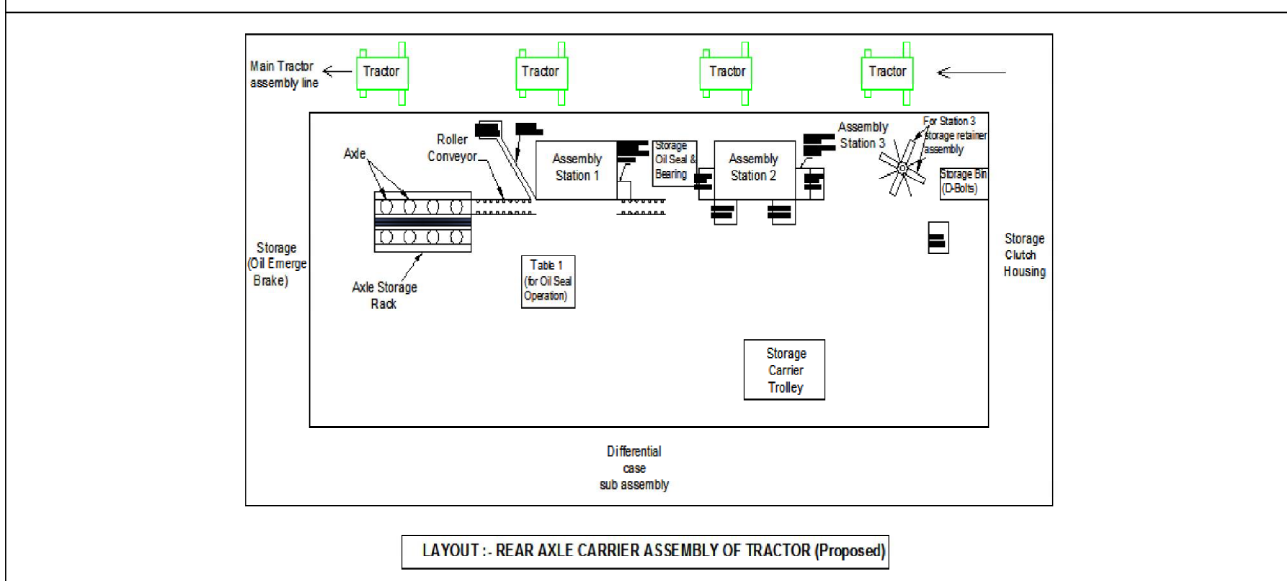 Main Tractor
assembly line
Tractor
Tractor
Tractor
Tractor
Axle
Roller
Conveyor
Assembly
Station 1
Storage
Oil Seal &
Bearing
Assembly
Station 2
Assembly
Station 3
For Station 3
storage retainer
assembly
Storage Bin
(D-Bolts)
Storage
(Oil Emerge
Brake)
Axle Storage
Rack
Table 1
(for Oil Seal
Operation)
Storage
Clutch
Housing
Storage
Carrier
Trolley
Differential
case
sub assembly
LAYOUT :- REAR AXLE CARRIER ASSEMBLY OF TRACTOR (Proposed)